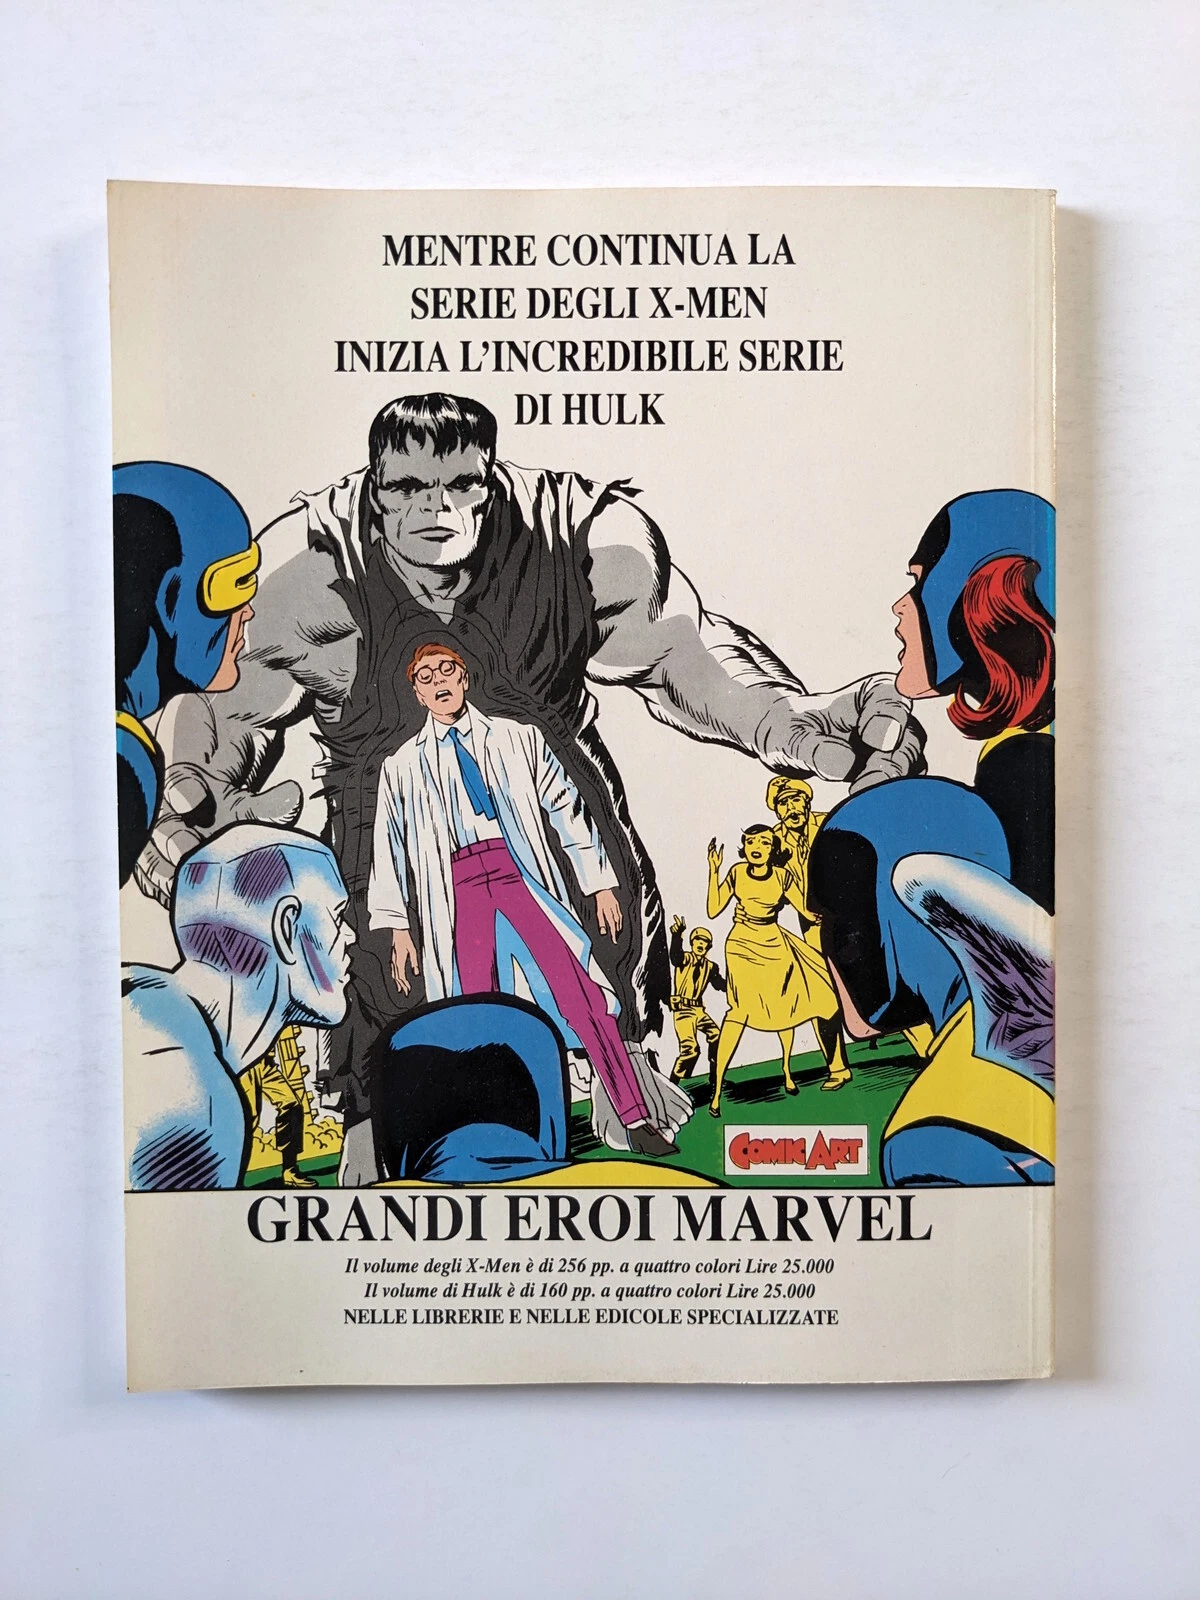 MENTRE CONTINUA LA
SERIE DEGLI X-MEN
INIZIA L'INCREDIBILE SERIE
DI HULK
COMIC ART
GRANDI EROI MARVEL
Il volume degli X-Men è di 256 pp. a quattro colori Lire 25.000
Il volume di Hulk è di 160 pp. a quattro colori Lire 25.000
NELLE LIBRERIE E NELLE EDICOLE SPECIALIZZATE